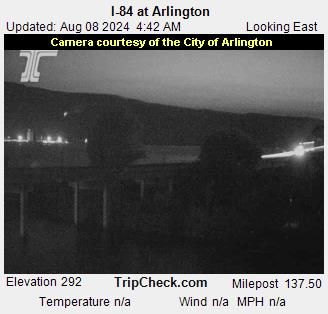 I-84 at Arlington
Updated: Aug 08 2024 4:42 AM Looking East
Camera courtesy of the City of Arlington
Elevation 292 TripCheck.com Milepost 137.50
Temperature n/a Wind n/a MPH n/a